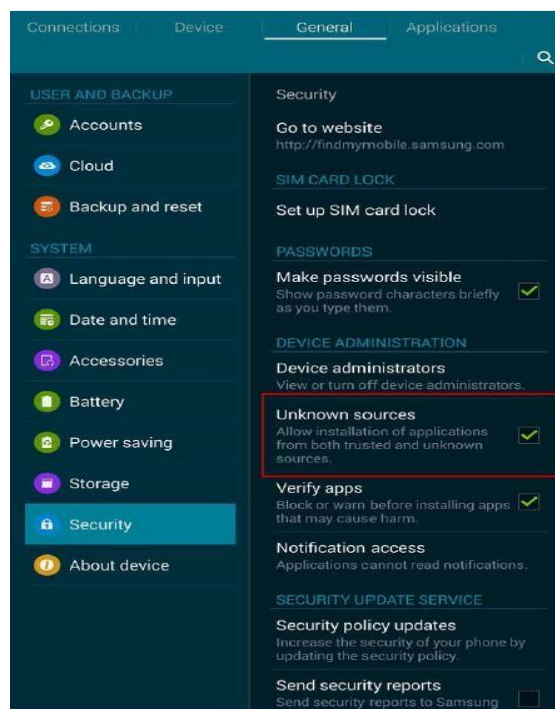 Connections Device General Applications
USER AND BACKUP
Accounts
Cloud
Backup and reset
SYSTEM
Language and input
Date and time
Accessories
Battery
Power saving
Storage
Security
About device
Security
Go to website
http://findmymobile.samsung.com
SIM CARD LOCK
Set up SIM card lock
PASSWORDS
Make passwords visible
Show password characters briefly
as you type them.
DEVICE ADMINISTRATION
Device administrators
View or turn off device administrators.
Unknown sources
Allow installation of applications
from both trusted and unknown
sources.
Verify apps
Block or warn before installing apps
that may cause harm.
Notification access
Applications cannot read notifications.
SECURITY UPDATE SERVICE
Security policy updates
Increase the security of your phone by
updating the security policy.
Send security reports
Send security reports to Samsung